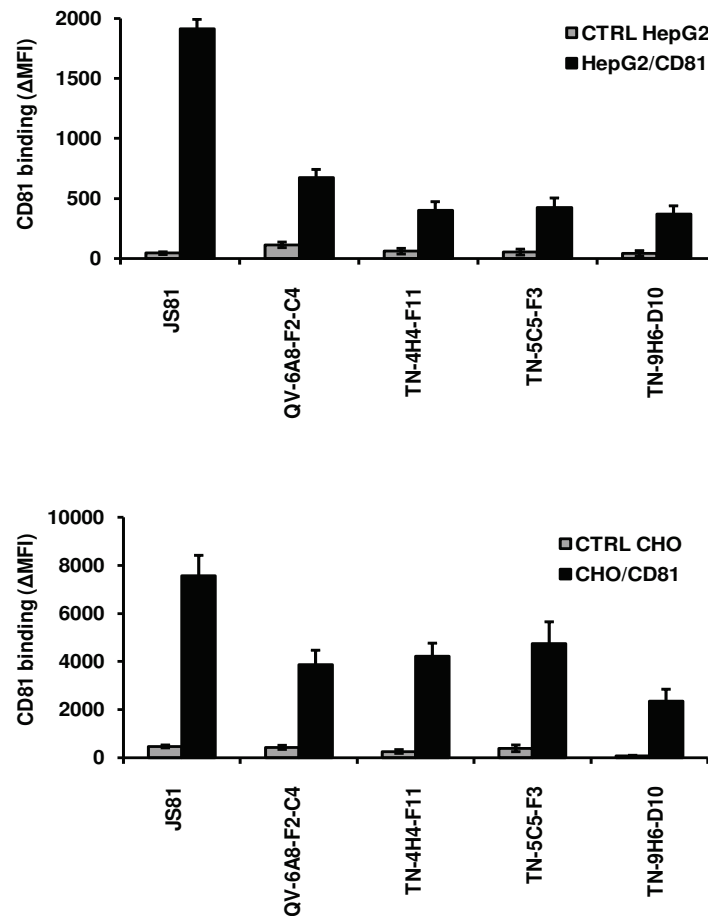 CD81 binding (ΔMFI)
2000
1500
1000
500
0
CTRL HepG2
HepG2/CD81
JS81
QV-6A8-F2-C4
TN-4H4-F11
TN-5C5-F3
TN-9H6-D10
CD81 binding (ΔMFI)
10000
8000
6000
4000
2000
0
CTRL CHO
CHO/CD81
JS81
QV-6A8-F2-C4
TN-4H4-F11
TN-5C5-F3
TN-9H6-D10